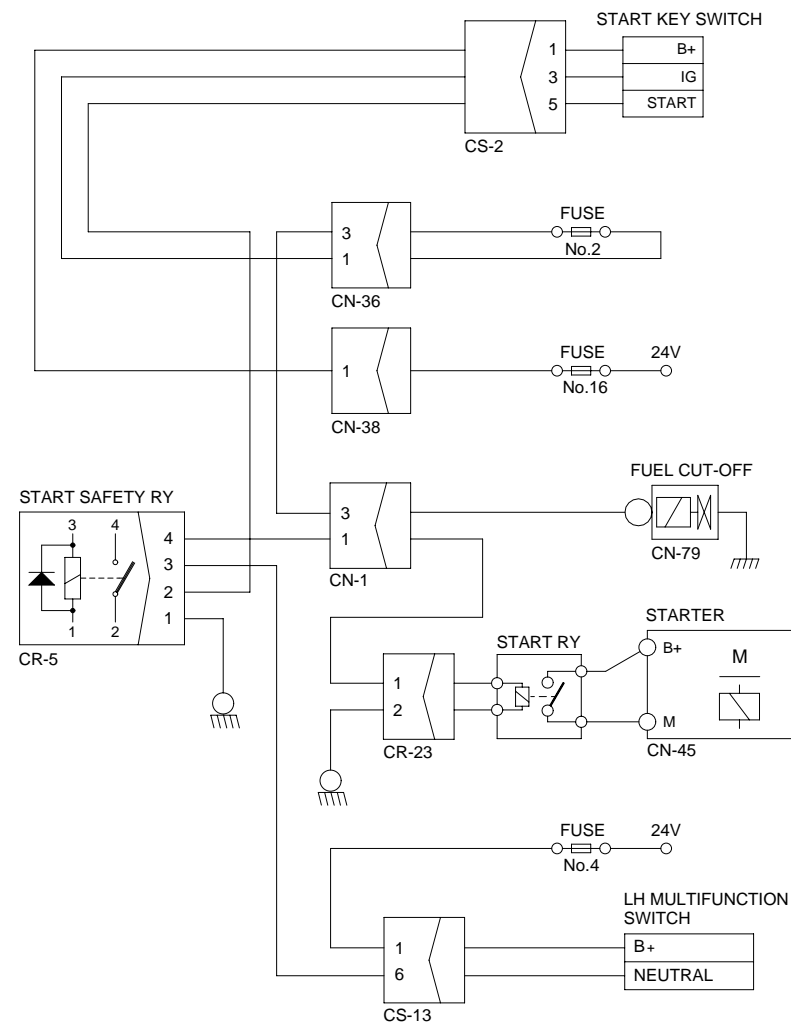 START KEY SWITCH
1 B+
3 IG
5 START
CS-2
FUSE
No.2
3
1
CN-36
FUSE 24V
No.16
1
CN-38
FUEL CUT-OFF
CN-79
START SAFETY RY
3 4
1 2
4
3
2
1
CR-5
3
1
CN-1
START RY
1
2
CR-23
STARTER
B+
M
M
CN-45
FUSE 24V
No.4
LH MULTIFUNCTION
SWITCH
1 B+
6 NEUTRAL
CS-13